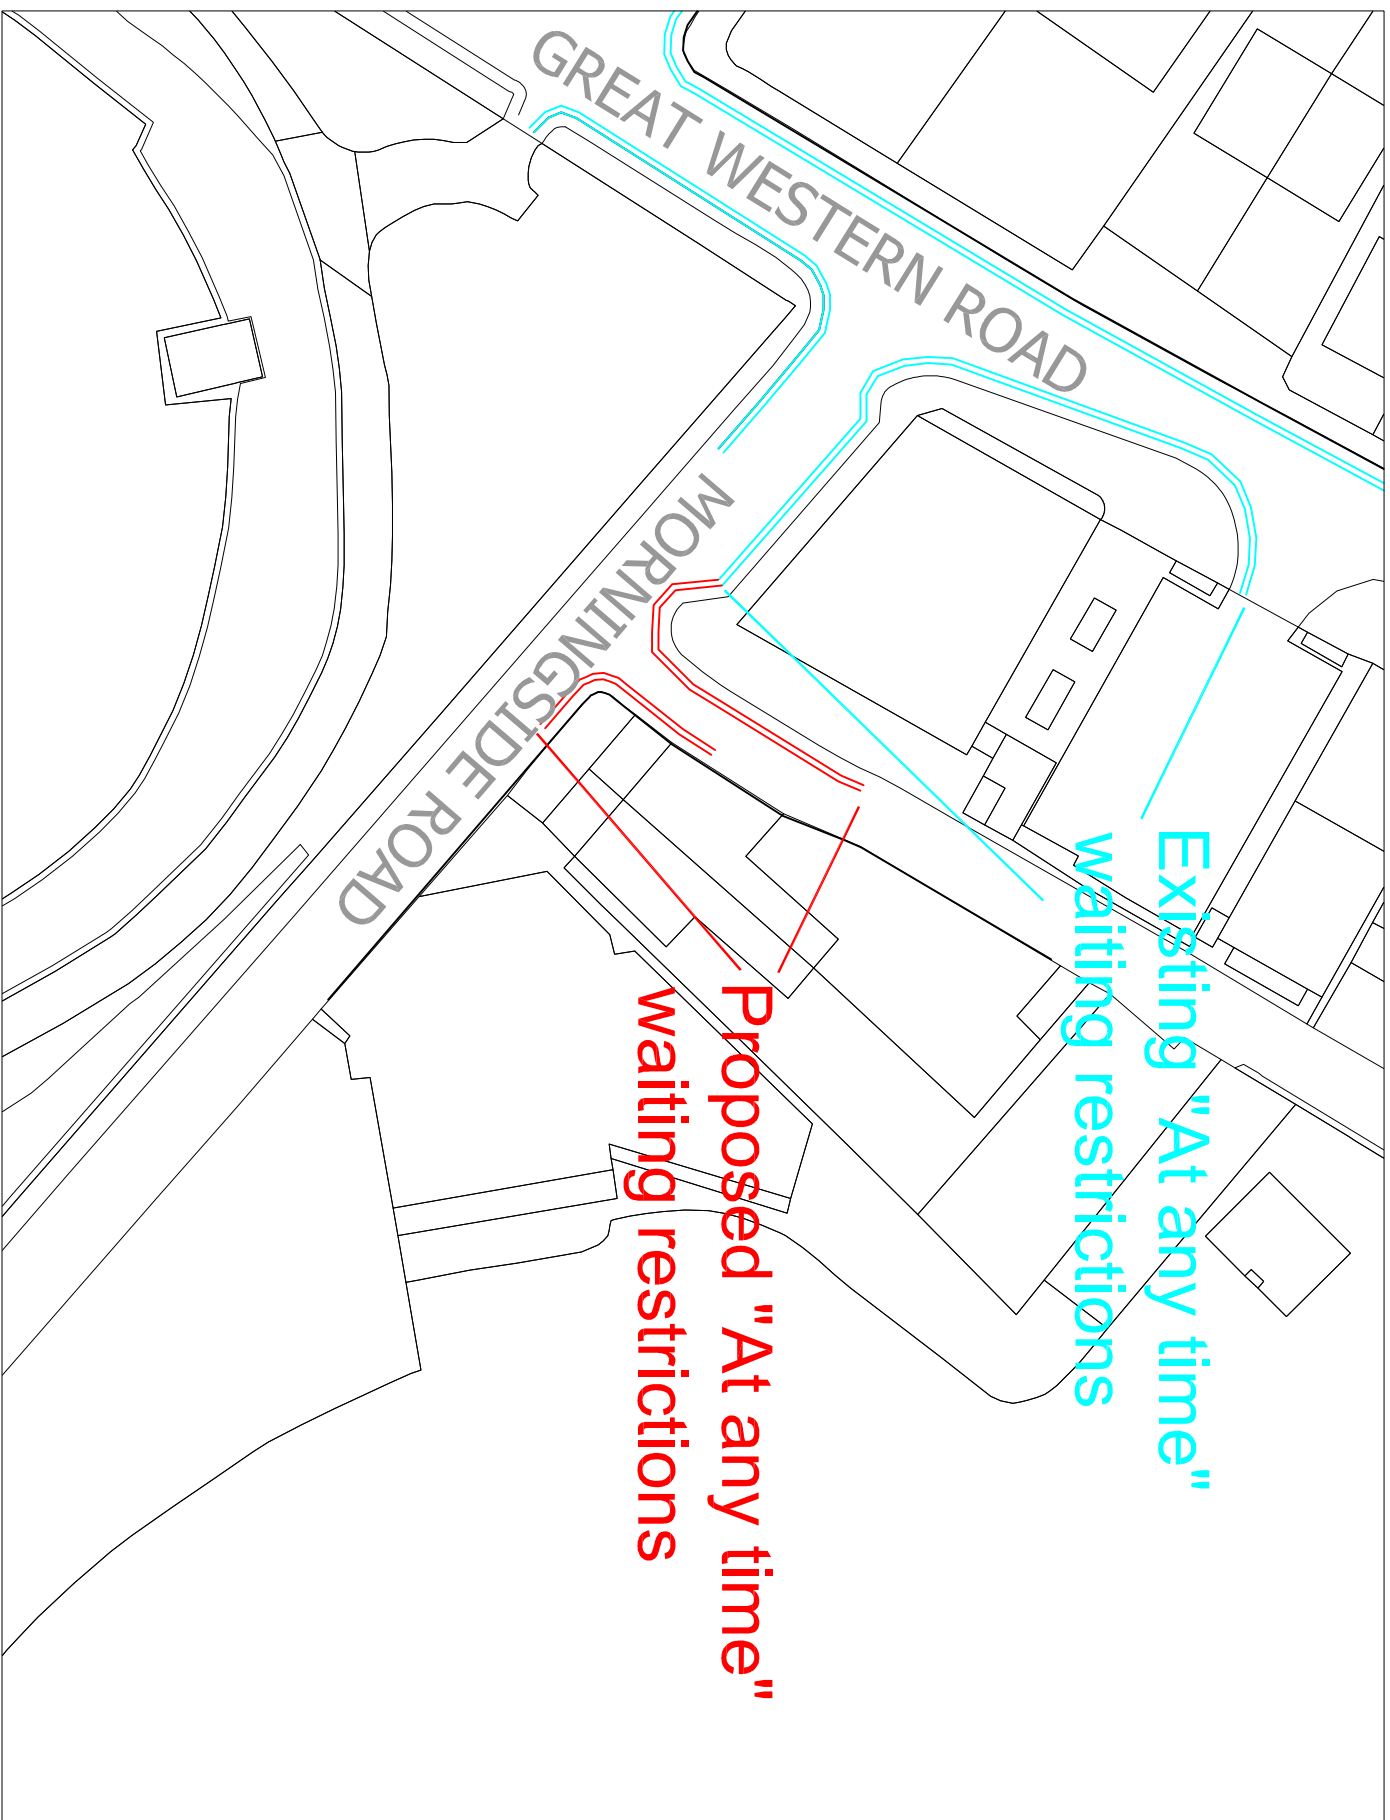 GREAT WESTERN ROAD
MORNINGSIDE ROAD
Existing "At any time"
waiting restrictions
Proposed "At any time"
waiting restrictions